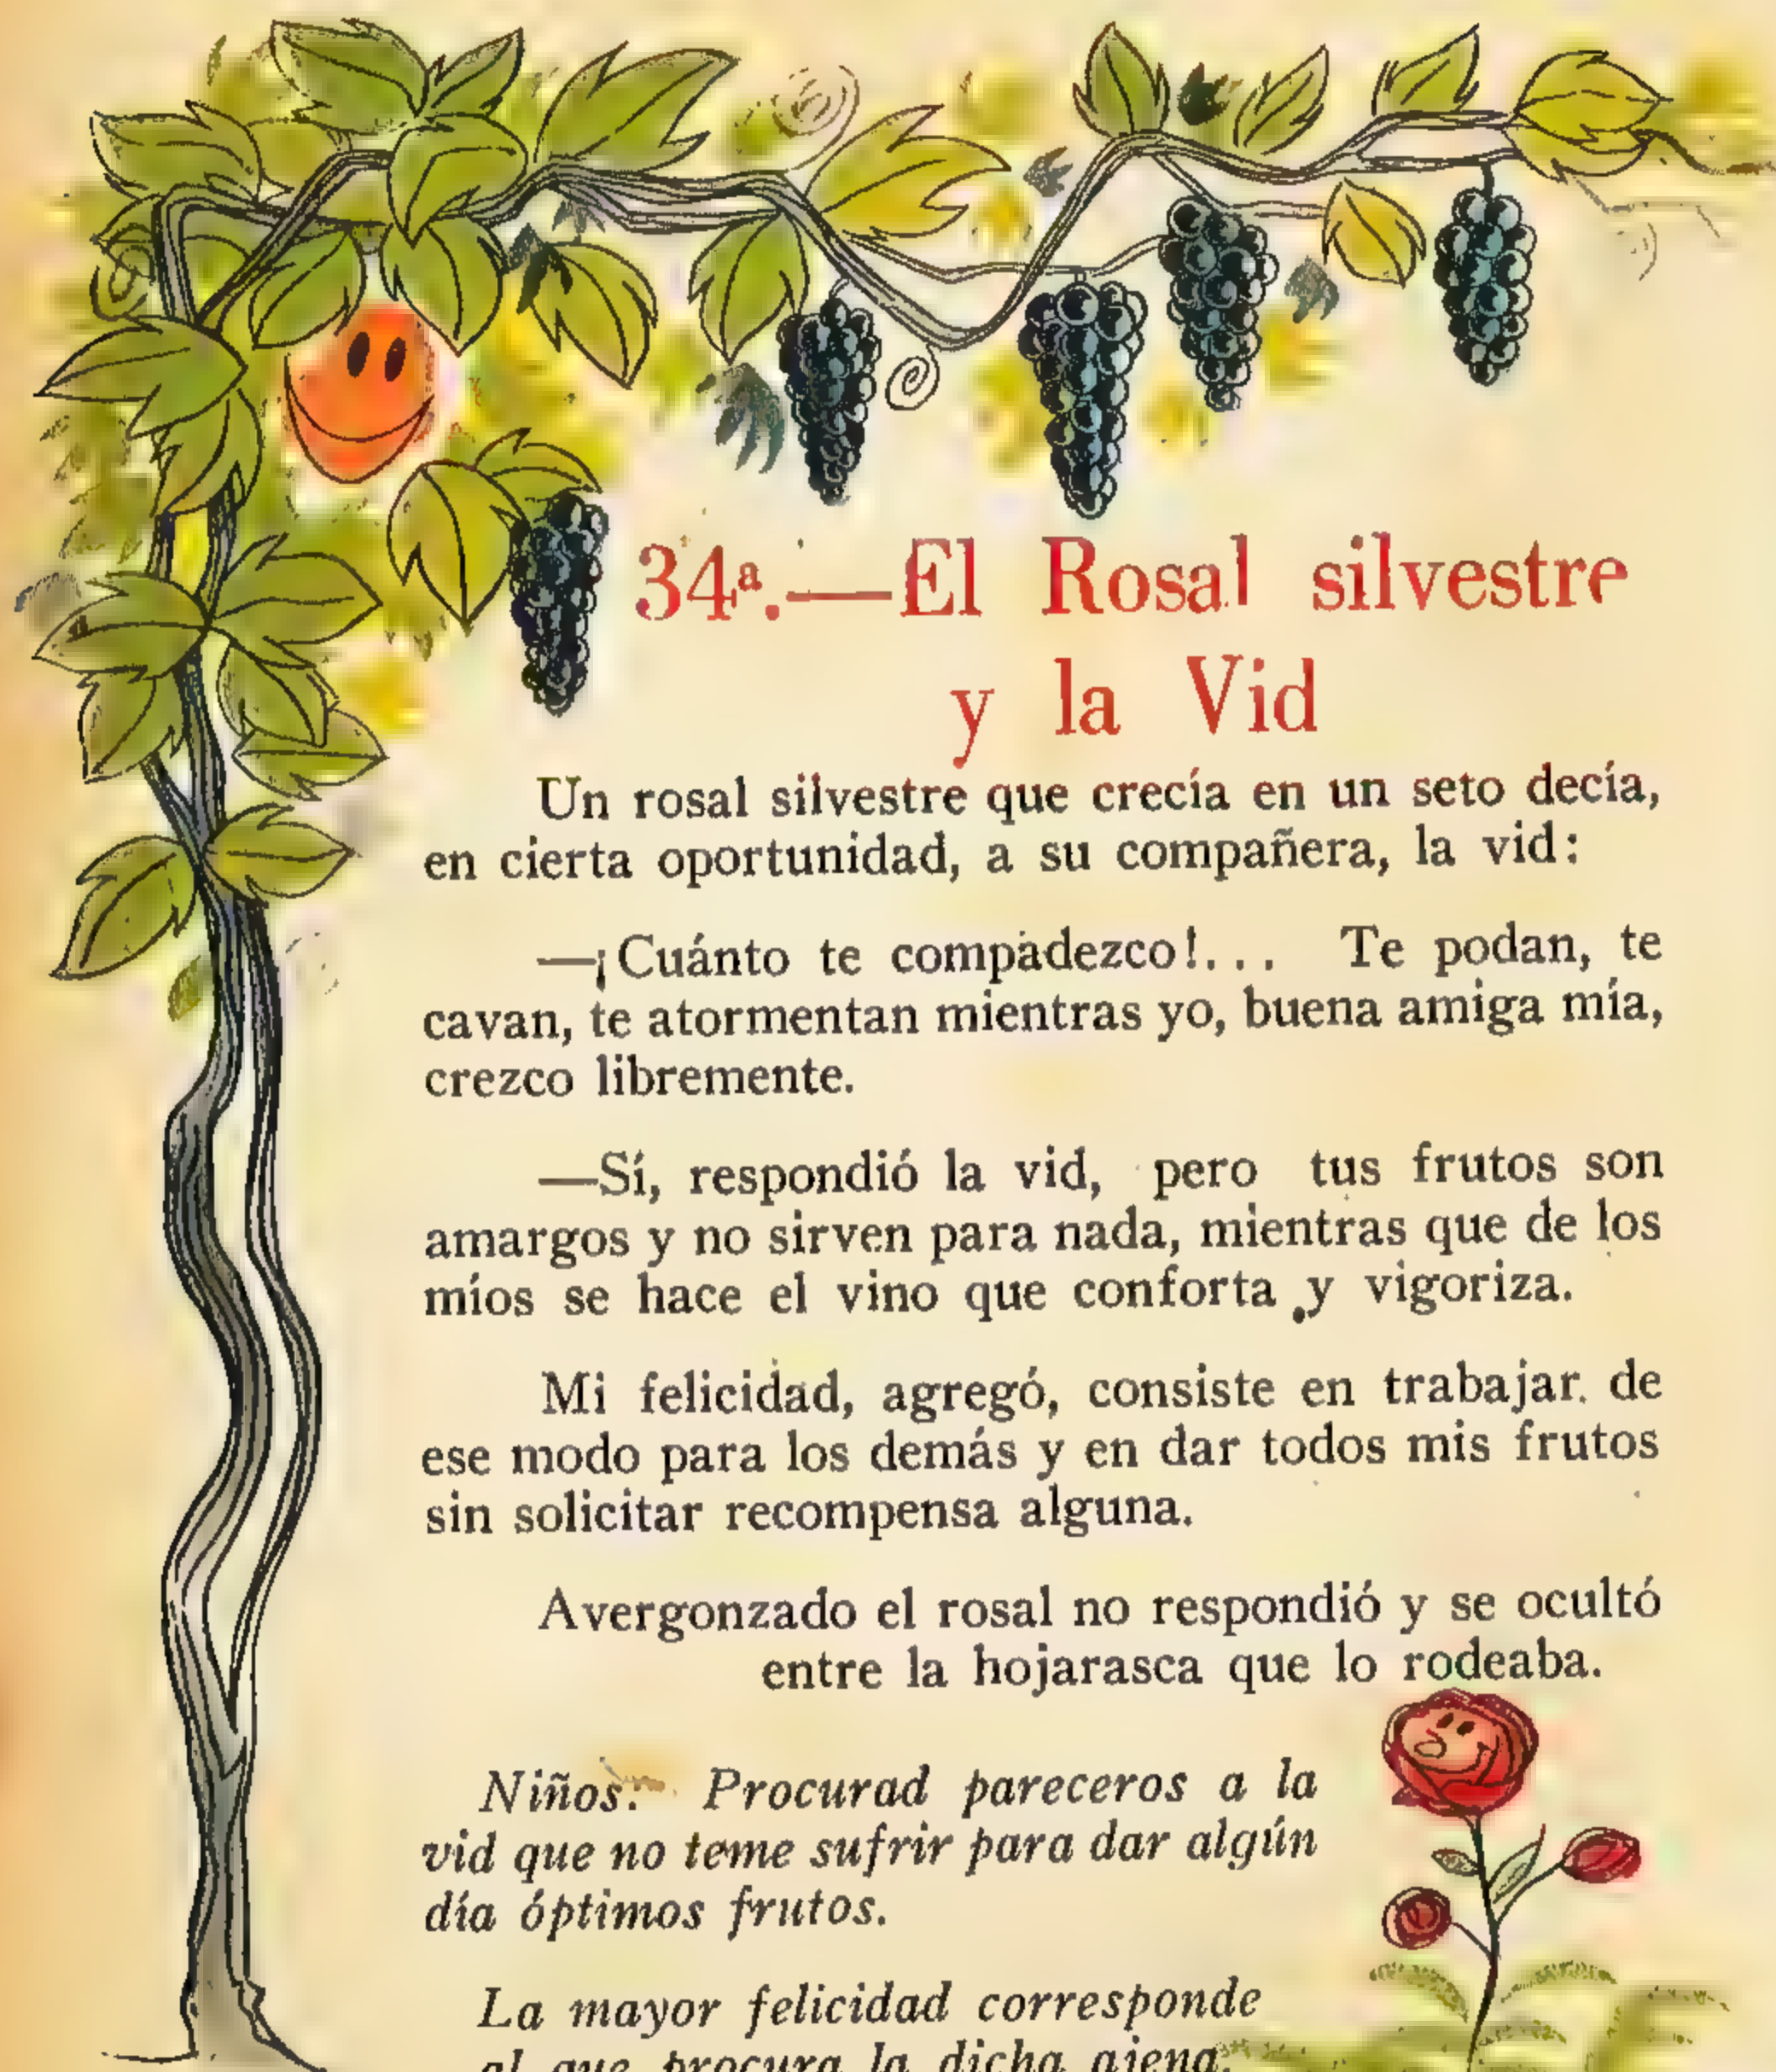 34ª.—El Rosal silvestre
y la Vid
Un rosal silvestre que crecía en un seto decía,
en cierta oportunidad, a su compañera, la vid:
—¡Cuánto te compadezco!... Te podan, te
cavan, te atormentan mientras yo, buena amiga mía,
crezco libremente.
—Sí, respondió la vid, pero tus frutos son
amargos y no sirven para nada, mientras que de los
míos se hace el vino que conforta y vigoriza.
Mi felicidad, agregó, consiste en trabajar de
ese modo para los demás y en dar todos mis frutos
sin solicitar recompensa alguna.
Avergonzado el rosal no respondió y se ocultó
entre la hojarasca que lo rodeaba.
Niños: Procurad pareceros a la
vid que no teme sufrir para dar algún
día óptimos frutos.
La mayor felicidad corresponde
al que procura la dicha ajena.